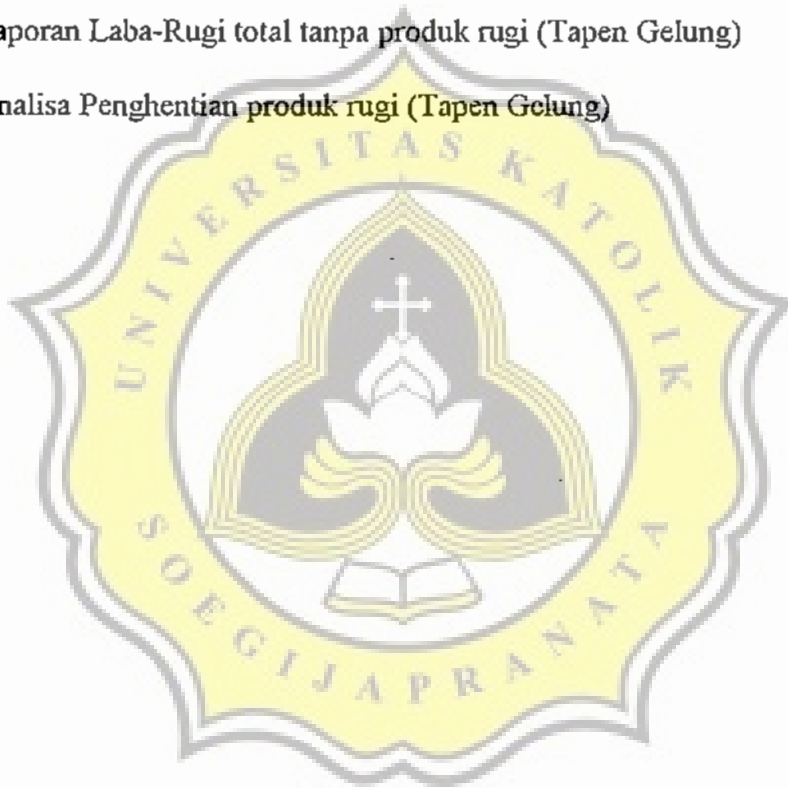 aporan Laba-Rugi total tanpa produk rugi (Tapen Gelung)
nalisa Penghentian produk rugi (Tapen Gelung)
UNIVERSITAS KATOLIK
SOEGIJAPRANATA